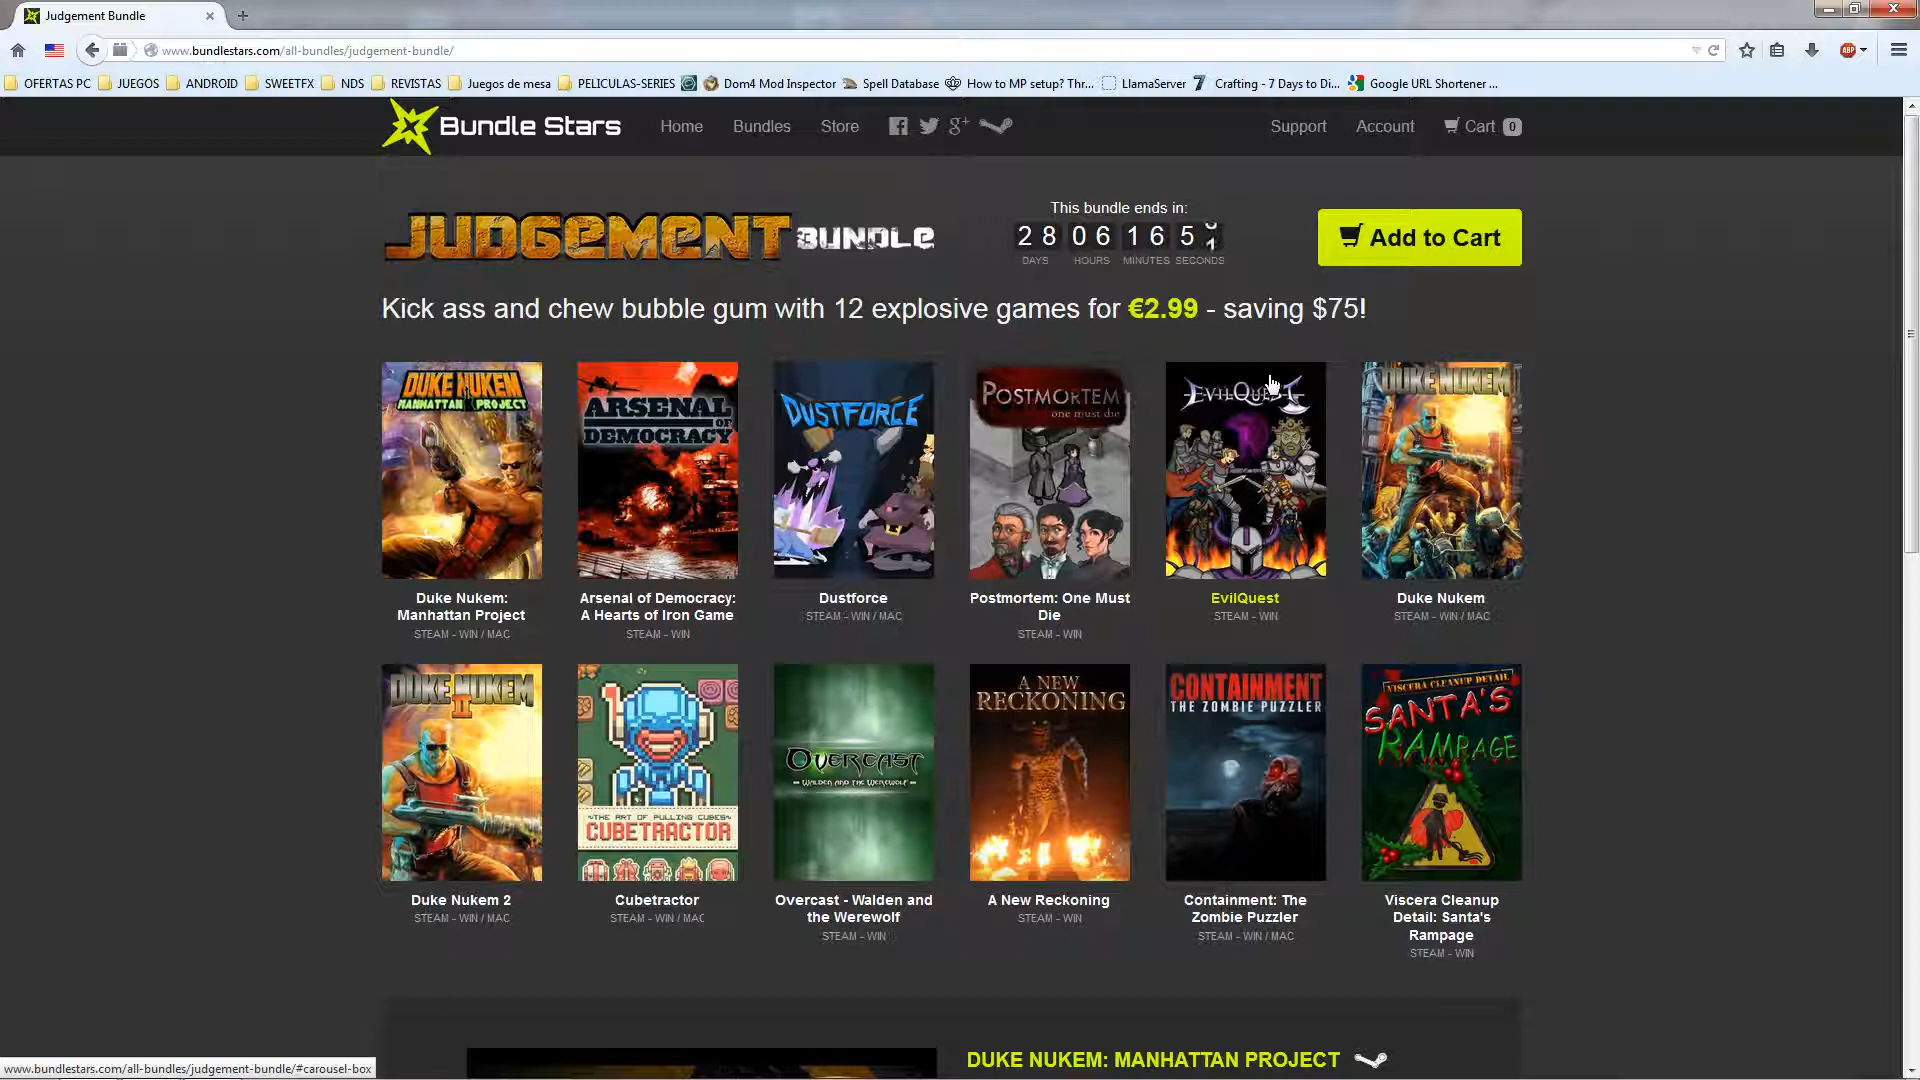 Judgement Bundle
www.bundlestars.com/all-bundles/judgement-bundle/
OFERTAS PC JUEGOS ANDROID SWEETFX NDS REVISTAS Juegos de mesa PELICULAS-SERIES Dom4 Mod Inspector Spell Database How to MP setup? Thr... LlamaServer Crafting - 7 Days to Di... Google URL Shortener ...
Bundle Stars Home Bundles Store Support Account Cart 0
This bundle ends in:
JUDGEMENT BUNDLE 28 06 16 5 Add to Cart
DAYS HOURS MINUTES SECONDS
Kick ass and chew bubble gum with 12 explosive games for €2.99 - saving $75!
DUKE NUKEM
MANHATTAN PROJECT
ARSENAL
OF
DEMOCRACY
DUSTFORCE
POSTMORTEM
one must die
EVILQUEST
DUKE NUKEM
Duke Nukem:
Manhattan Project
STEAM - WIN / MAC
Arsenal of Democracy:
A Hearts of Iron Game
STEAM - WIN
Dustforce
STEAM - WIN / MAC
Postmortem: One Must
Die
STEAM - WIN
EvilQuest
STEAM - WIN
Duke Nukem
STEAM - WIN / MAC
DUKE NUKEM
II
~THE ART OF PULLING CUBES~
CUBETRACTOR
OVERCAST
- WALDEN AND THE WEREWOLF -
A NEW
RECKONING
CONTAINMENT
THE ZOMBIE PUZZLER
VISCERA CLEANUP DETAIL
SANTA'S
RAMPAGE
Duke Nukem 2
STEAM - WIN / MAC
Cubetractor
STEAM - WIN / MAC
Overcast - Walden and
the Werewolf
STEAM - WIN
A New Reckoning
STEAM - WIN
Containment: The
Zombie Puzzler
STEAM - WIN / MAC
Viscera Cleanup
Detail: Santa's
Rampage
STEAM - WIN
DUKE NUKEM: MANHATTAN PROJECT
www.bundlestars.com/all-bundles/judgement-bundle/#carousel-box